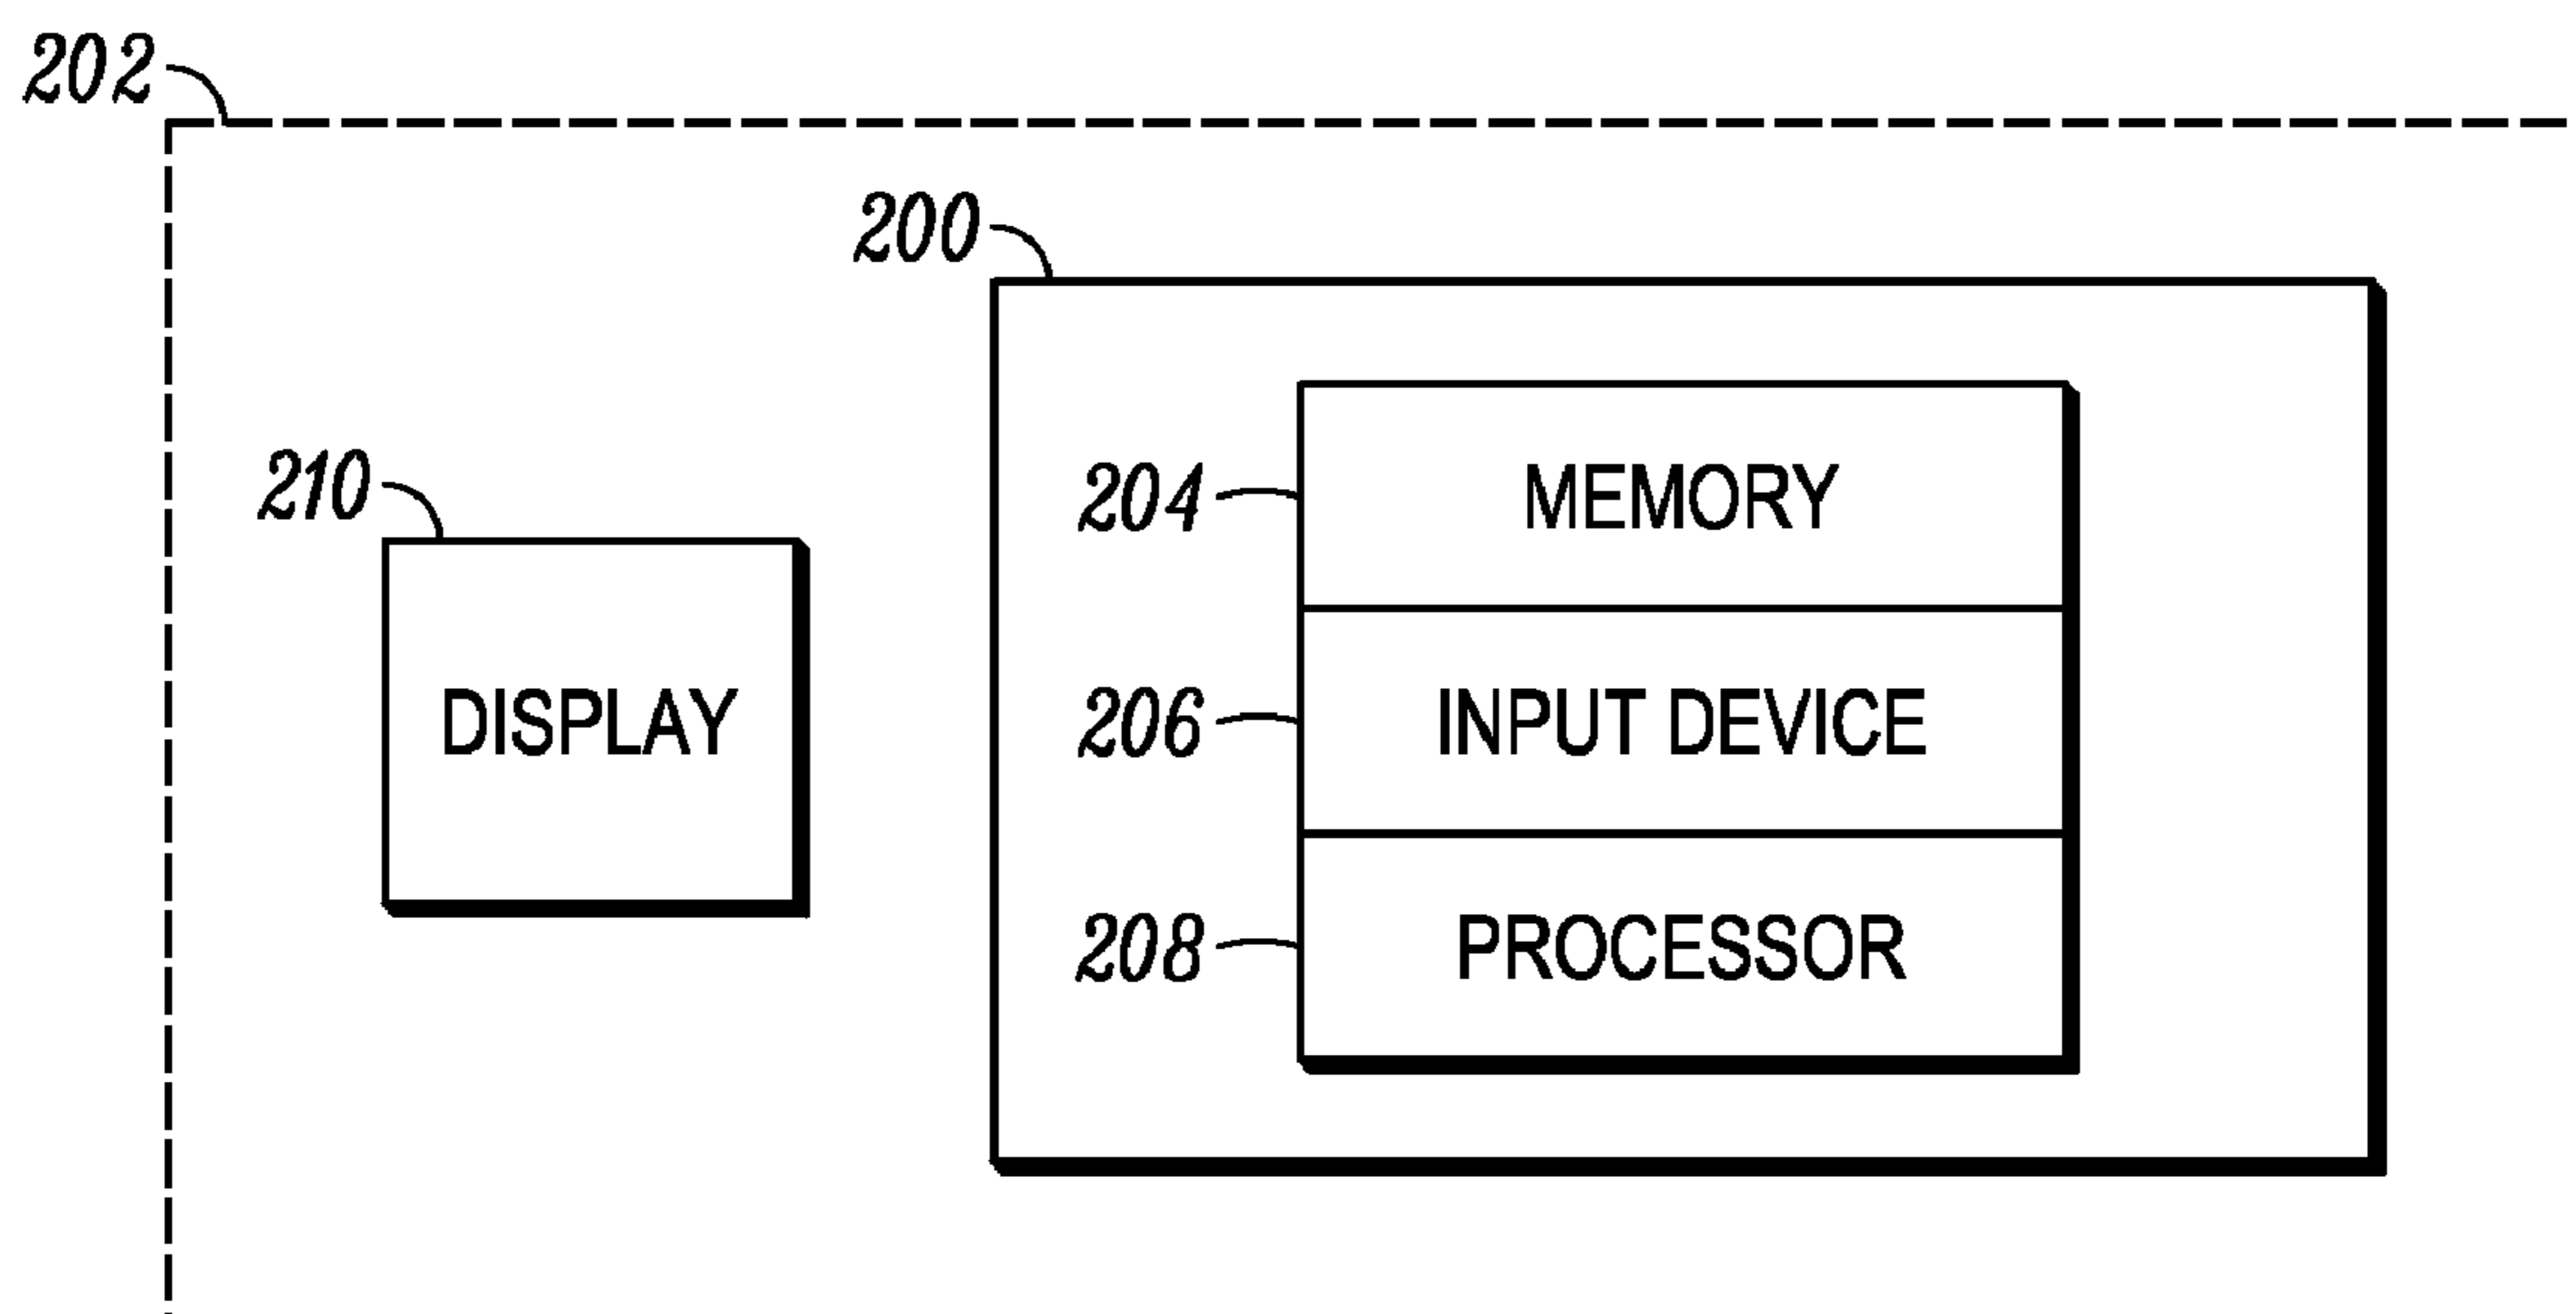 202
200
210
204 MEMORY
DISPLAY
206 INPUT DEVICE
208 PROCESSOR